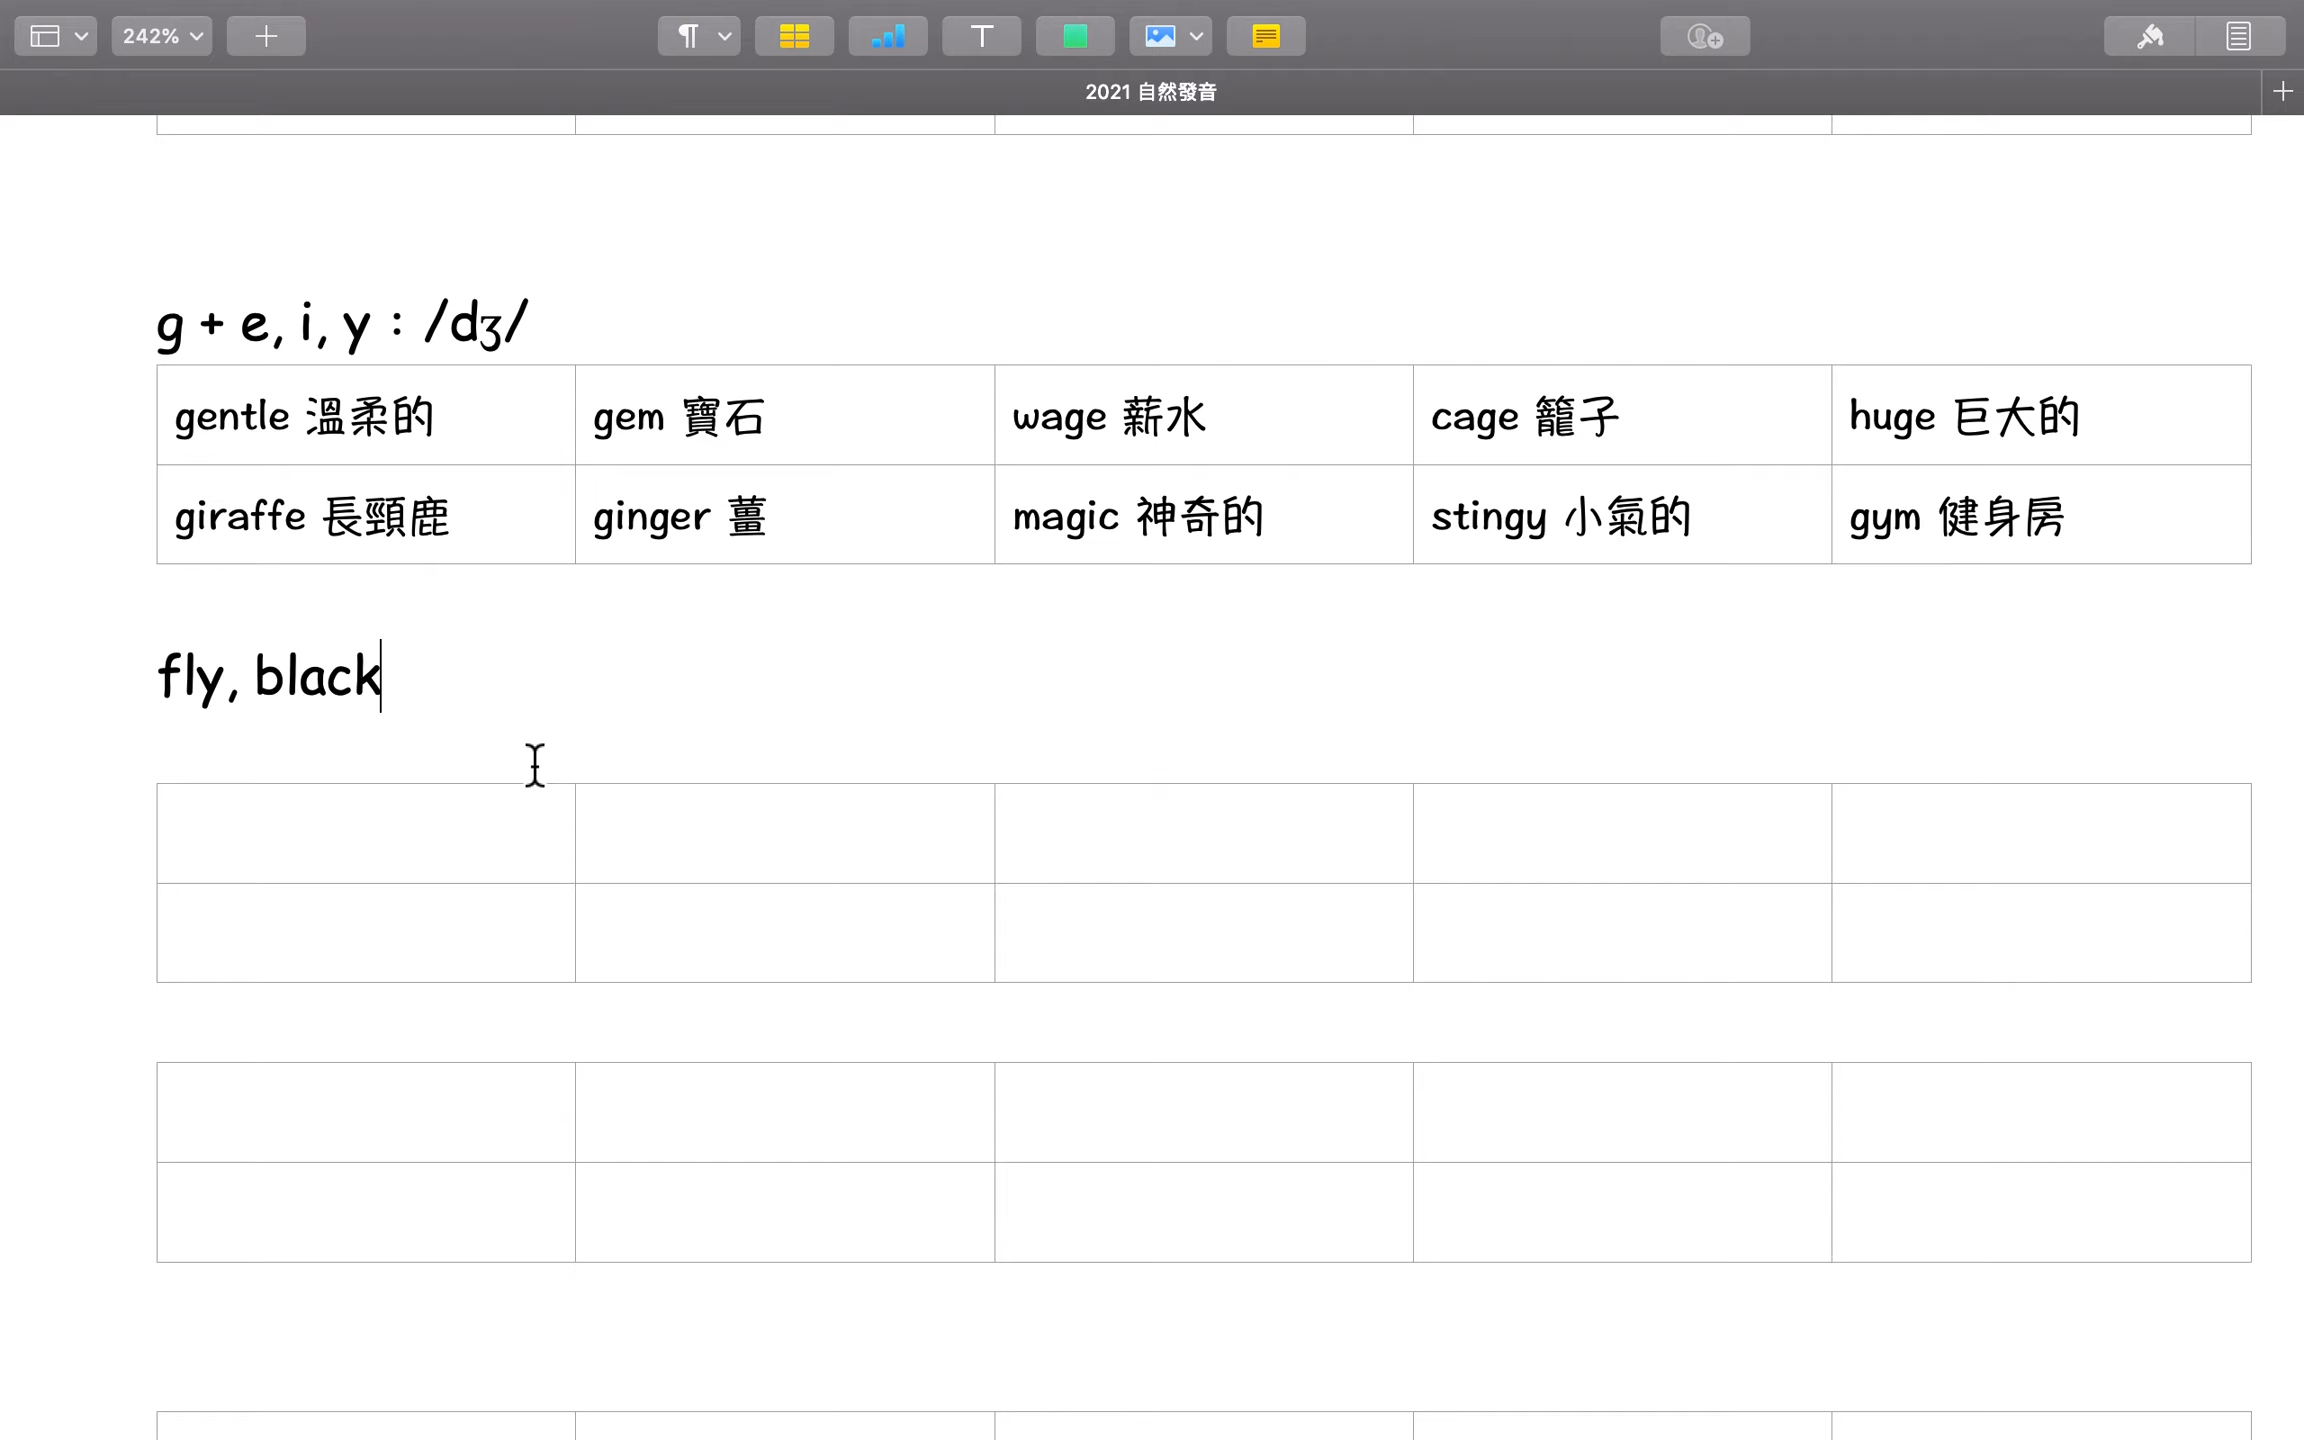 242%
2021 自然發音
g + e, i, y : /dʒ/
gentle 溫柔的 gem 寶石 wage 薪水 cage 籠子 huge 巨大的
giraffe 長頸鹿 ginger 薑 magic 神奇的 stingy 小氣的 gym 健身房
fly, black